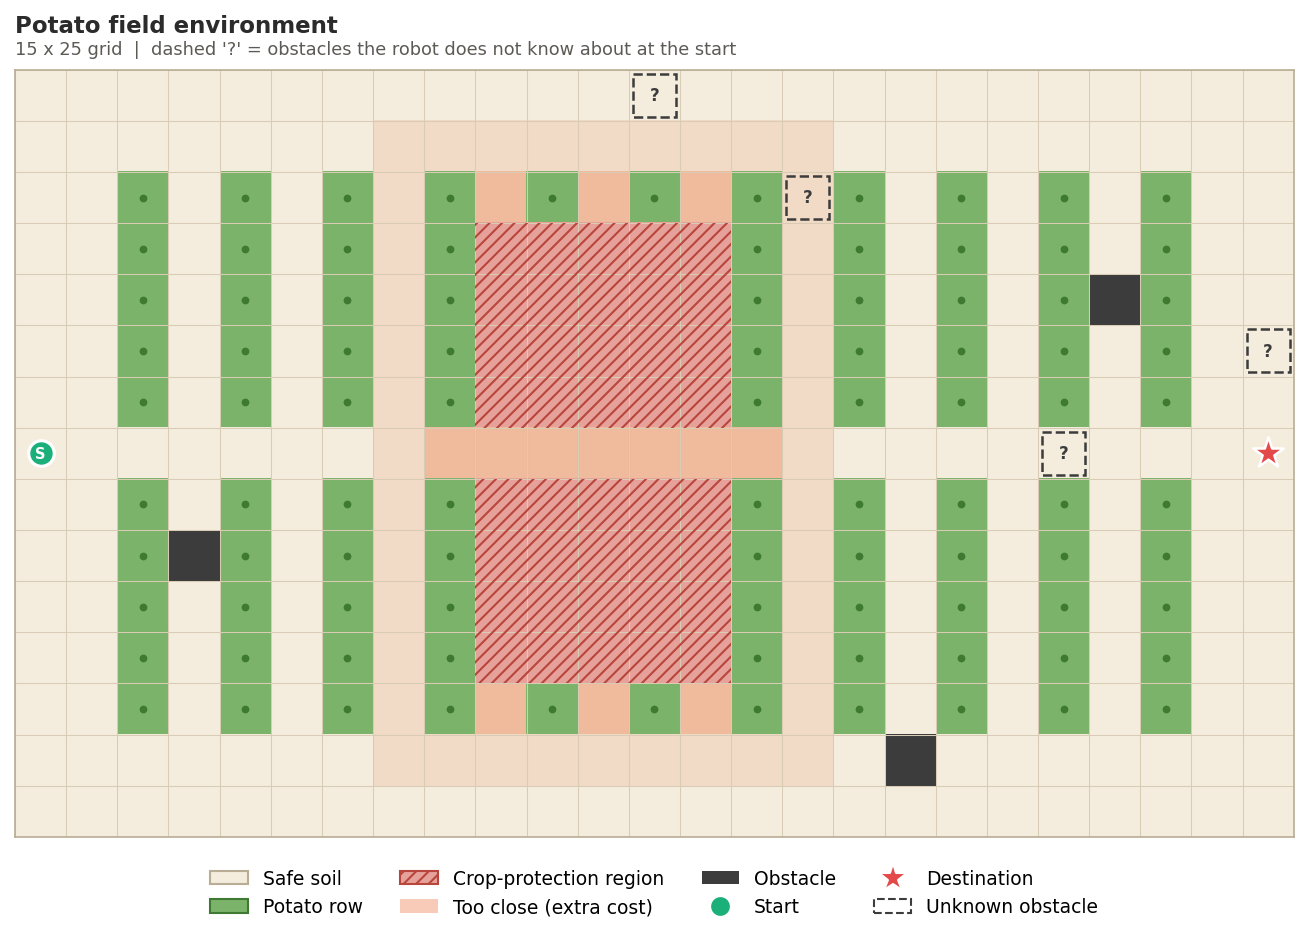 Potato field environment
15 x 25 grid | dashed '?' = obstacles the robot does not know about at the start
?
?
?
S
?
Safe soil
Crop-protection region
Obstacle
Destination
Potato row
Too close (extra cost)
Start
Unknown obstacle